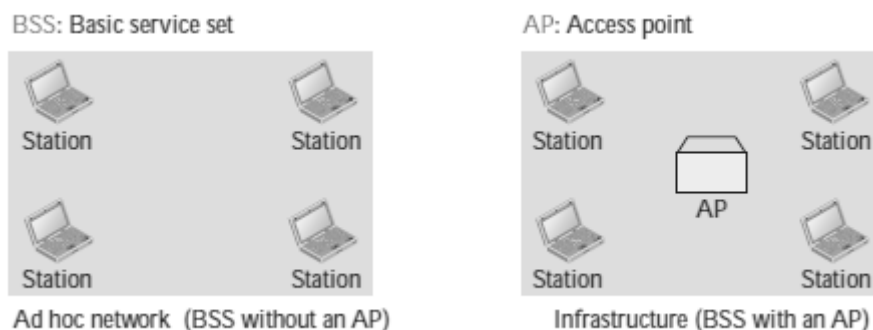 BSS: Basic service set
AP: Access point
Station Station
Station Station
AP
Station Station
Station Station
Ad hoc network (BSS without an AP)
Infrastructure (BSS with an AP)